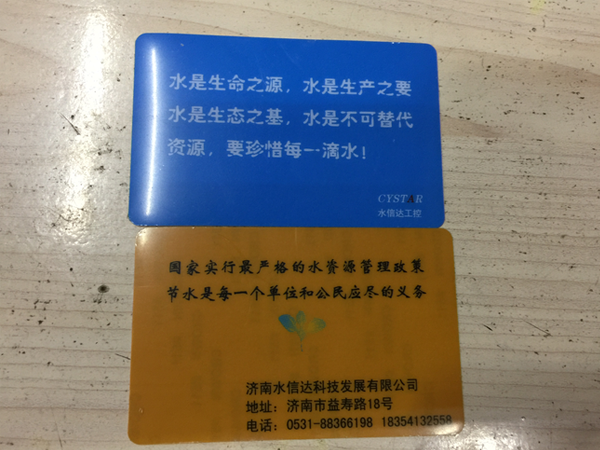 水是生命之源，水是生产之要
水是生态之基，水是不可替代
资源，要珍惜每一滴水！
CYSTAR
水信达工控
国家实行最严格的水资源管理政策
节水是每一个单位和公民应尽的义务
济南水信达科技发展有限公司
地址：济南市益寿路18号
电话：0531-88366198 18354132558